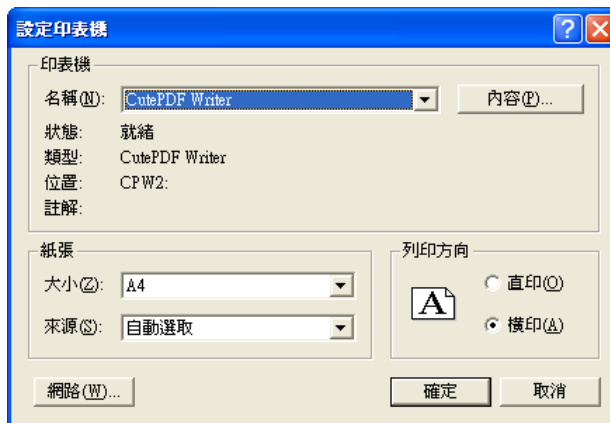 設定印表機
印表機
名稱(N): CutePDF Writer 內容(P)...
狀態: 就緒
類型: CutePDF Writer
位置: CPW2:
註解:
紙張
大小(Z): A4
來源(S): 自動選取
列印方向
A
直印(O)
橫印(A)
網路(W)... 確定 取消